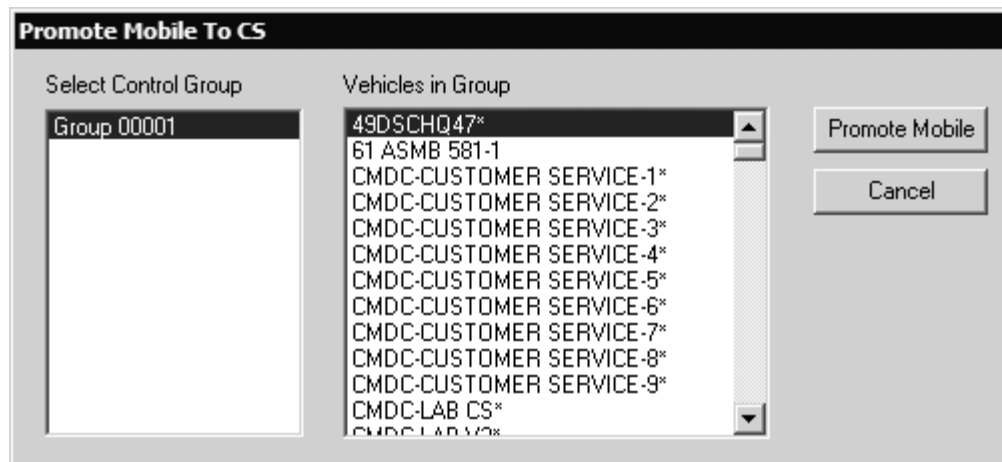 Promote Mobile To CS
Select Control Group
Group 00001
Vehicles in Group
49DSCHQ47*
61 ASMB 581-1
CMDC-CUSTOMER SERVICE-1*
CMDC-CUSTOMER SERVICE-2*
CMDC-CUSTOMER SERVICE-3*
CMDC-CUSTOMER SERVICE-4*
CMDC-CUSTOMER SERVICE-5*
CMDC-CUSTOMER SERVICE-6*
CMDC-CUSTOMER SERVICE-7*
CMDC-CUSTOMER SERVICE-8*
CMDC-CUSTOMER SERVICE-9*
CMDC-LAB CS*
Promote Mobile
Cancel